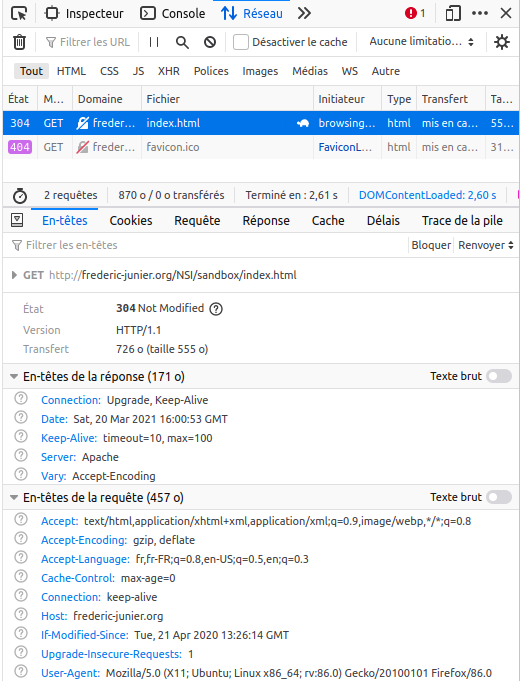 Inspecteur Console Réseau 1
Filtrer les URL Désactiver le cache Aucune limitatio…
Tout HTML CSS JS XHR Polices Images Médias WS Autre
État M… Domaine Fichier Initiateur Type Transfert Ta…
304 GET freder… index.html browsing… html mis en ca… 55…
404 GET freder… favicon.ico FaviconL… html mis en ca… 31…
2 requêtes 870 o / 0 o transférés Terminé en : 2,61 s DOMContentLoaded: 2,60 s
En-têtes Cookies Requête Réponse Cache Délais Trace de la pile
Filtrer les en-têtes Bloquer Renvoyer
GET http://frederic-junier.org/NSI/sandbox/index.html
État 304 Not Modified
Version HTTP/1.1
Transfert 726 o (taille 555 o)
En-têtes de la réponse (171 o) Texte brut
Connection: Upgrade, Keep-Alive
Date: Sat, 20 Mar 2021 16:00:53 GMT
Keep-Alive: timeout=10, max=100
Server: Apache
Vary: Accept-Encoding
En-têtes de la requête (457 o) Texte brut
Accept: text/html,application/xhtml+xml,application/xml;q=0.9,image/webp,*/*;q=0.8
Accept-Encoding: gzip, deflate
Accept-Language: fr,fr-FR;q=0.8,en-US;q=0.5,en;q=0.3
Cache-Control: max-age=0
Connection: keep-alive
Host: frederic-junier.org
If-Modified-Since: Tue, 21 Apr 2020 13:26:14 GMT
Upgrade-Insecure-Requests: 1
User-Agent: Mozilla/5.0 (X11; Ubuntu; Linux x86_64; rv:86.0) Gecko/20100101 Firefox/86.0